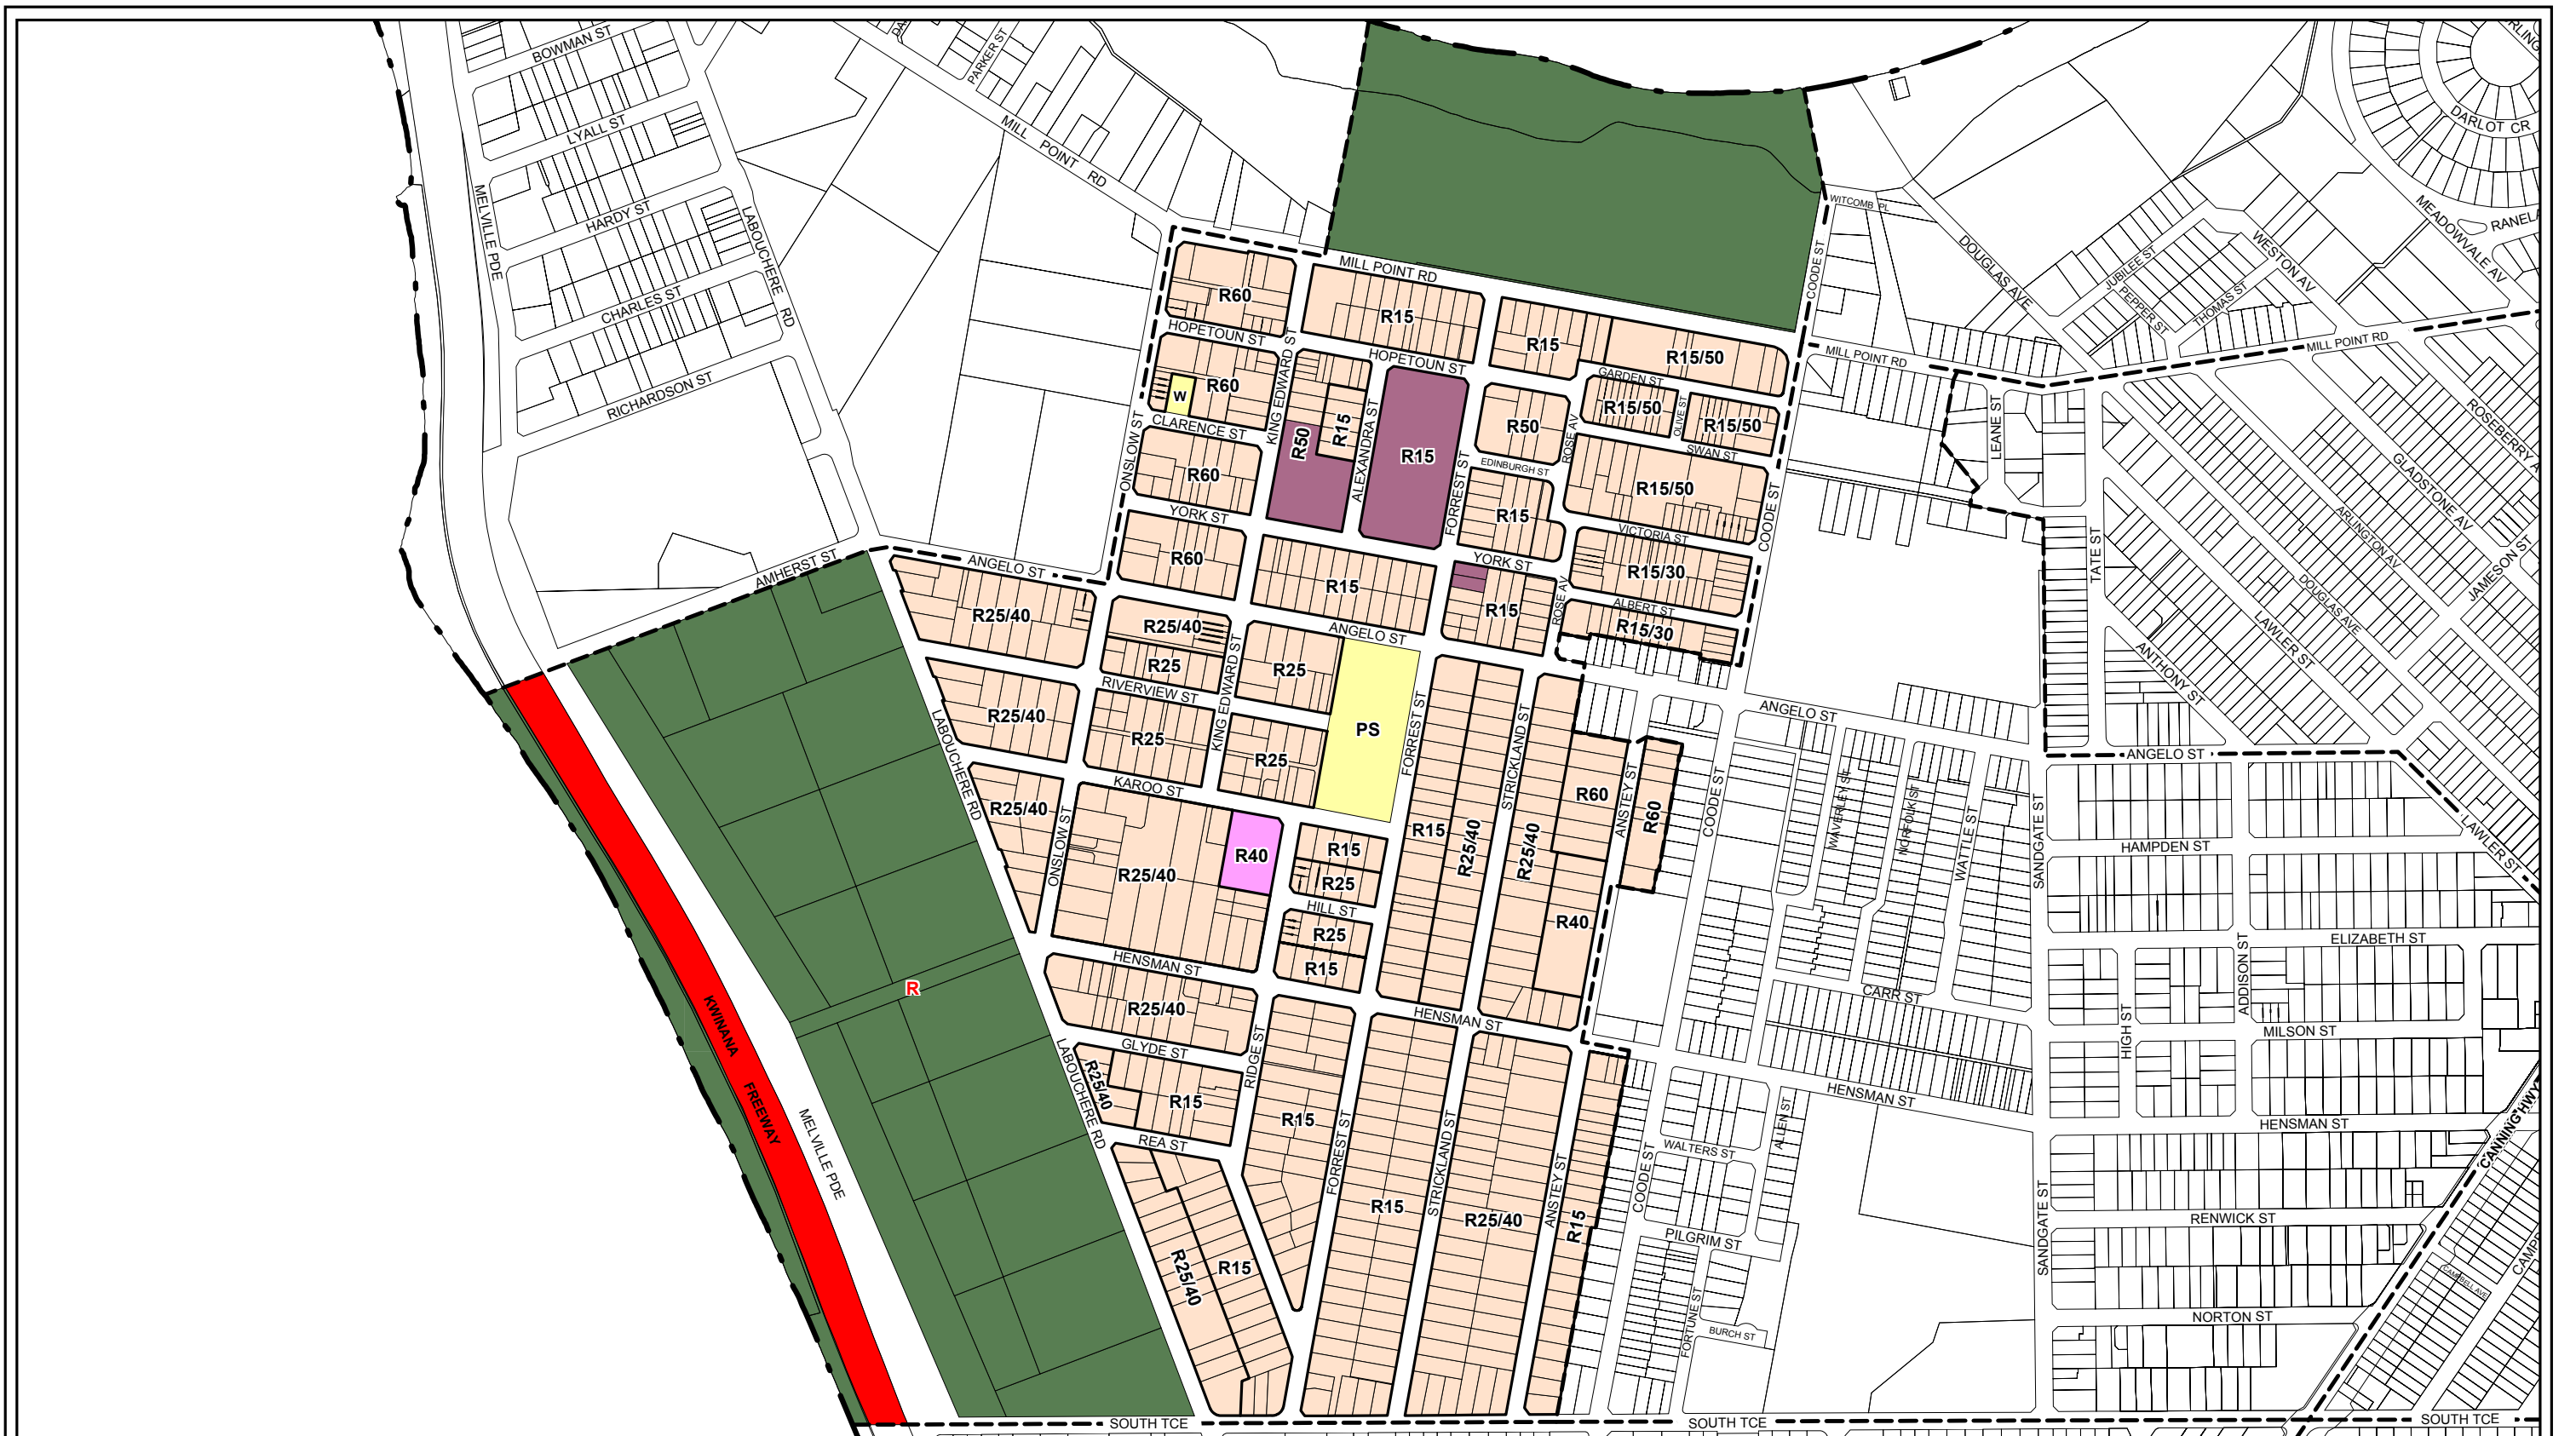 BOWMAN ST
PARKER ST
DARLOT CR
LYALL ST
MILL POINT RD
MELVILLE PDE
HARDY ST
LABOUCHERE RD
WITCOMB PL
MEADOWVALE AV
CHARLES ST
MILL POINT RD
COODE ST
DOUGLAS AVE
JUBILEE ST
WESTON AV
PEPPER ST
THOMAS ST
R60
R15
R15
R15/50
HOPETOUN ST
HOPETOUN ST
KING EDWARD ST
MILL POINT RD
MILL POINT RD
RICHARDSON ST
W
R60
GARDEN ST
R15/50
OLIVE ST
R15/50
SWAN ST
ONSLOW ST
CLARENCE ST
R50
R15
ALEXANDRA ST
R15
R50
ROSE AV
LEANE ST
ROSEBERRY A
R60
FORREST ST
EDINBURGH ST
R15/50
COODE ST
GLADSTONE AV
YORK ST
R15
VICTORIA ST
ARLINGTON AV
JAMESON ST
AMHERST ST
ANGELO ST
R60
R15
YORK ST
R15/30
TATE ST
DOUGLAS AVE
R25/40
R25/40
ANGELO ST
R15
ROSE AV
ALBERT ST
R15/30
LAWLER ST
R25
R25
RIVERVIEW ST
KING EDWARD ST
ANTHONY ST
R25/40
R25
PS
FORREST ST
STRICKLAND ST
ANGELO ST
ANGELO ST
LABOUCHERE RD
R25
KAROO ST
R25/40
ONSLOW ST
R60
ANSTEY ST
R60
COODE ST
WAVERLEY ST
NORFOLK ST
WATTLE ST
SANDGATE ST
LAWLER ST
R40
R15
R15
R25/40
R25/40
HAMPDEN ST
R25/40
R25
HILL ST
R25
R40
R15
ELIZABETH ST
ADDISON ST
HENSMAN ST
R
R25/40
HENSMAN ST
CARR ST
KWINANA FREEWAY
GLYDE ST
RIDGE ST
HIGH ST
MILSON ST
LABOUCHERE RD
R25/40
R15
R15
HENSMAN ST
ALLEN ST
HENSMAN ST
CANNING HWY
MELVILLE PDE
REA ST
FORREST ST
STRICKLAND ST
ANSTEY ST
COODE ST
WALTERS ST
SANDGATE ST
R15
R25/40
R15
RENWICK ST
PILGRIM ST
R25/40
R15
CAMPBELL AVE
FORTUNE ST
BURCH ST
NORTON ST
SOUTH TCE
SOUTH TCE
SOUTH TCE